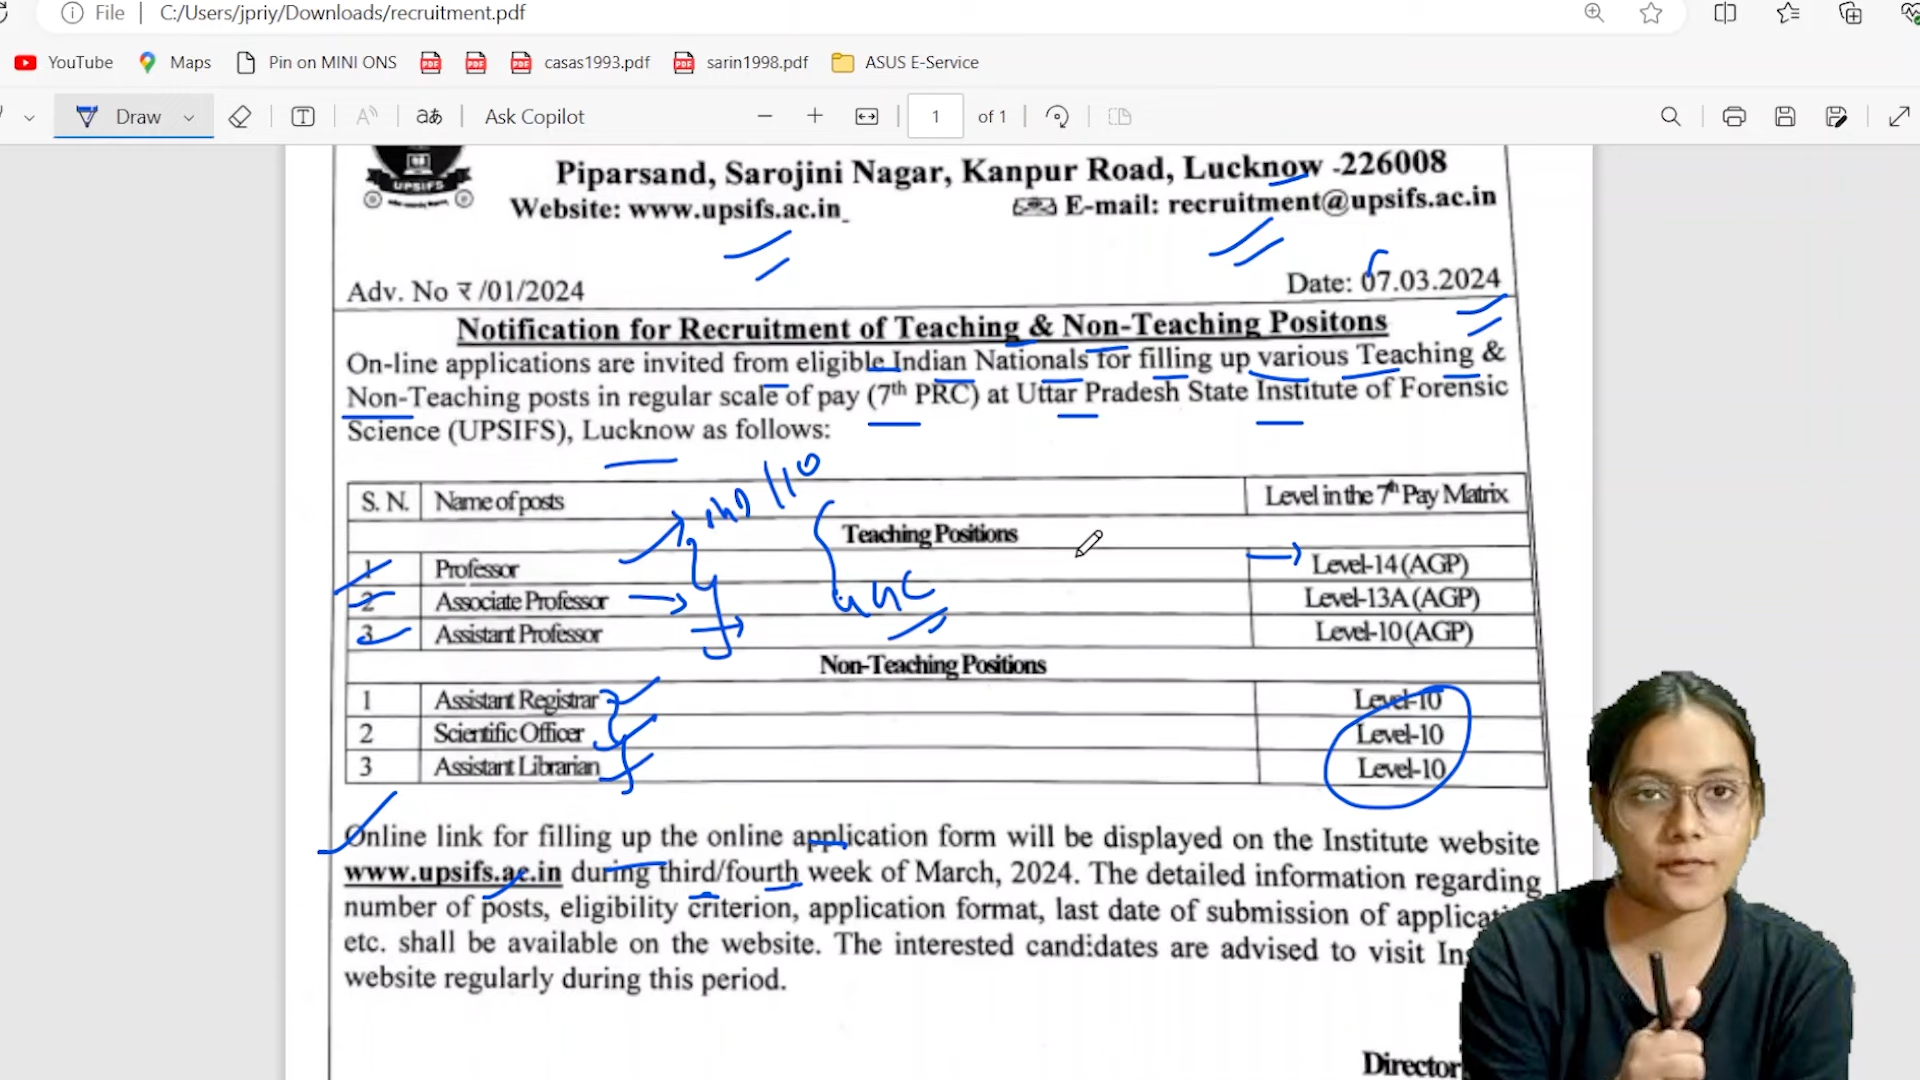 File C:/Users/jpriy/Downloads/recruitment.pdf
YouTube Maps Pin on MINI ONS PDF PDF PDF casas1993.pdf PDF sarin1998.pdf ASUS E-Service
Draw T A aあ Ask Copilot 1 of 1
UPSIFS
Piparsand, Sarojini Nagar, Kanpur Road, Lucknow -226008
Website: www.upsifs.ac.in E-mail: recruitment@upsifs.ac.in
Adv. No र /01/2024 Date: 07.03.2024
Notification for Recruitment of Teaching & Non-Teaching Positons
On-line applications are invited from eligible Indian Nationals for filling up various Teaching &
Non-Teaching posts in regular scale of pay (7th PRC) at Uttar Pradesh State Institute of Forensic
Science (UPSIFS), Lucknow as follows:
S. N. Name of posts Level in the 7th Pay Matrix
Teaching Positions
1 Professor Level-14 (AGP)
2 Associate Professor Level-13A (AGP)
3 Assistant Professor Level-10 (AGP)
Non-Teaching Positions
1 Assistant Registrar Level-10
2 Scientific Officer Level-10
3 Assistant Librarian Level-10
Online link for filling up the online application form will be displayed on the Institute website
www.upsifs.ac.in during third/fourth week of March, 2024. The detailed information regarding
number of posts, eligibility criterion, application format, last date of submission of applicati
etc. shall be available on the website. The interested candidates are advised to visit Ins
website regularly during this period.
Director